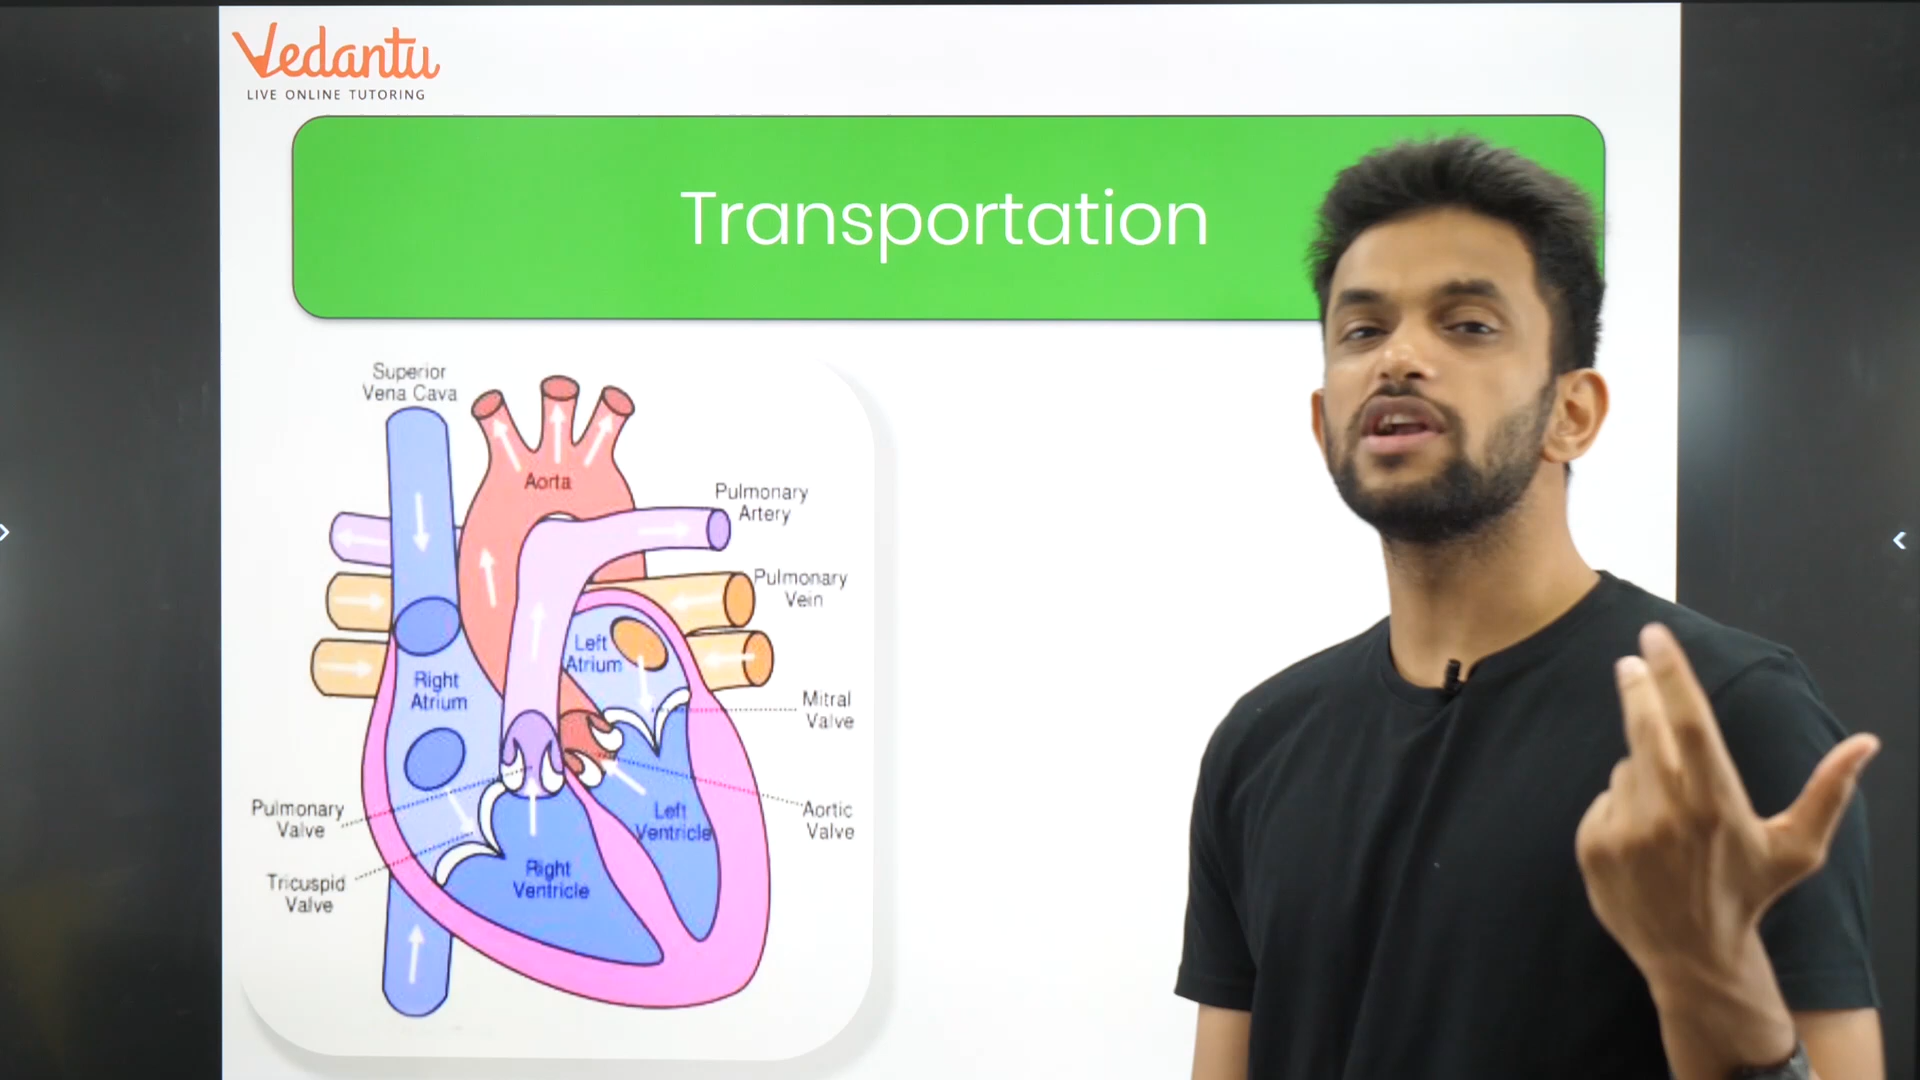 Vedantu
LIVE ONLINE TUTORING
Transportation
Superior
Vena Cava
Aorta
Pulmonary
Artery
Pulmonary
Vein
Left
Atrium
Right
Atrium
Mitral
Valve
Pulmonary
Valve
Left
Ventricle
Aortic
Valve
Right
Ventricle
Tricuspid
Valve